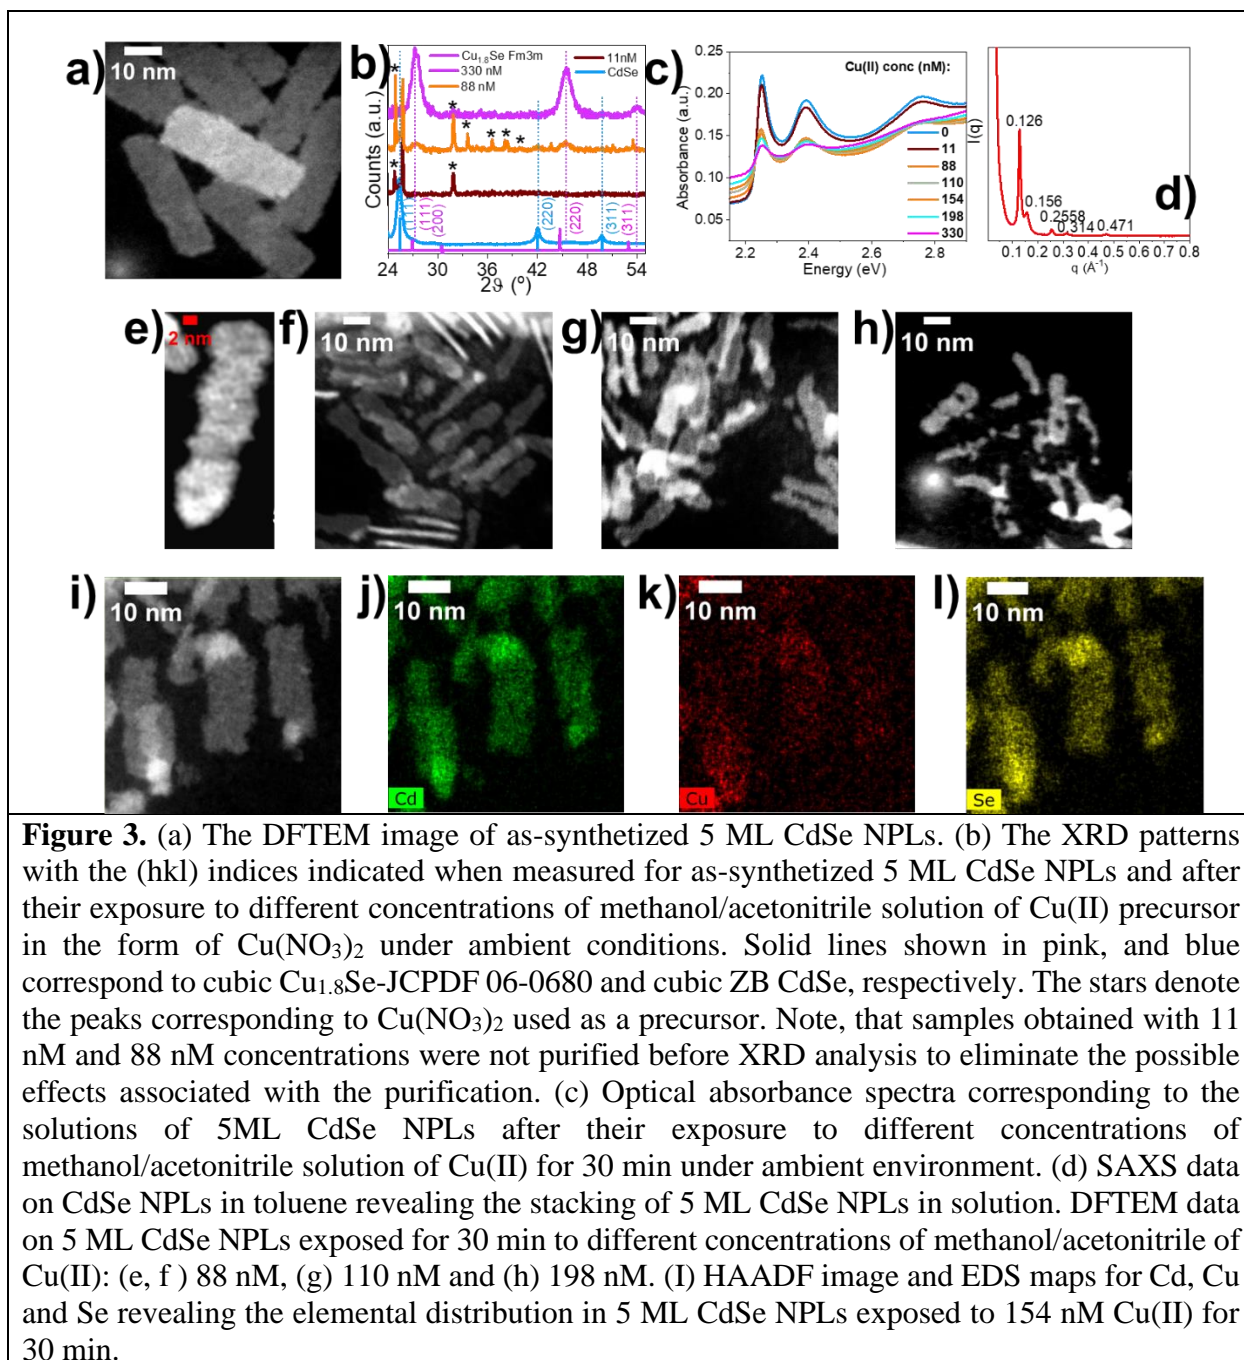 a)
10 nm
b)
Cu1.8Se Fm3m
330 nM
88 nM
11nM
CdSe
*
*
*
*
*
*
*
*
*
(111)
(111)
(200)
(220)
(220)
(311)
(311)
Counts (a.u.)
24 30 36 42 48 54
2ϑ (º)
c)
Cu(II) conc (nM):
0
11
88
110
154
198
330
0.25
0.20
0.15
0.10
0.05
Absorbance (a.u.)
2.2 2.4 2.6 2.8
Energy (eV)
d)
I(q)
0.126
0.156
0.2558
0.314
0.471
0.1 0.2 0.3 0.4 0.5 0.6 0.7 0.8
q (Å-1)
e)
2 nm
f)
10 nm
g)
10 nm
h)
10 nm
i)
10 nm
j)
10 nm
Cd
k)
10 nm
Cu
l)
10 nm
Se
Figure 3. (a) The DFTEM image of as-synthetized 5 ML CdSe NPLs. (b) The XRD patterns
with the (hkl) indices indicated when measured for as-synthetized 5 ML CdSe NPLs and after
their exposure to different concentrations of methanol/acetonitrile solution of Cu(II) precursor
in the form of Cu(NO3)2 under ambient conditions. Solid lines shown in pink, and blue
correspond to cubic Cu1.8Se-JCPDF 06-0680 and cubic ZB CdSe, respectively. The stars denote
the peaks corresponding to Cu(NO3)2 used as a precursor. Note, that samples obtained with 11
nM and 88 nM concentrations were not purified before XRD analysis to eliminate the possible
effects associated with the purification. (c) Optical absorbance spectra corresponding to the
solutions of 5ML CdSe NPLs after their exposure to different concentrations of
methanol/acetonitrile solution of Cu(II) for 30 min under ambient environment. (d) SAXS data
on CdSe NPLs in toluene revealing the stacking of 5 ML CdSe NPLs in solution. DFTEM data
on 5 ML CdSe NPLs exposed for 30 min to different concentrations of methanol/acetonitrile of
Cu(II): (e, f ) 88 nM, (g) 110 nM and (h) 198 nM. (I) HAADF image and EDS maps for Cd, Cu
and Se revealing the elemental distribution in 5 ML CdSe NPLs exposed to 154 nM Cu(II) for
30 min.